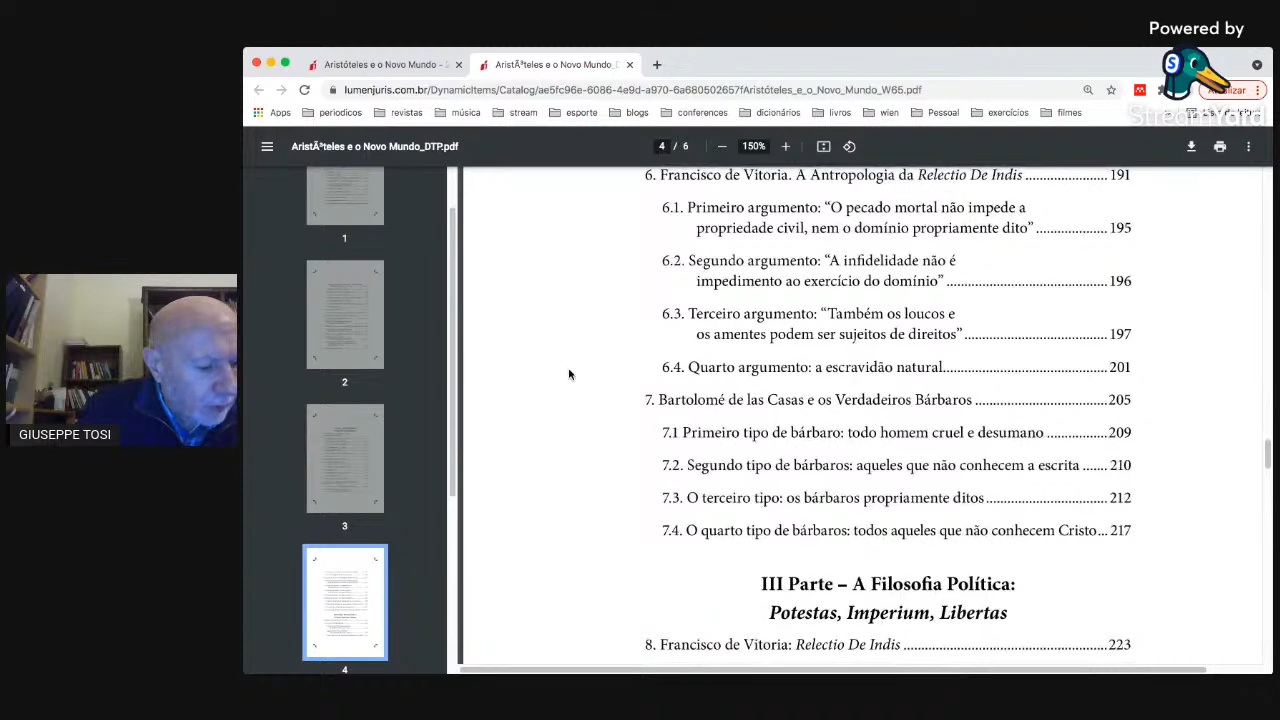 Powered by
StreamYard
Aristóteles e o Novo Mundo -
AristÃ³teles e o Novo Mundo_D
lumenjuris.com.br/DynamicItems/Catalog/ae5fc96e-6086-4e9d-a970-6a680502657fAristóteles_e_o_Novo_Mundo_W65.pdf
Apps periodicos revistas música stream esporte blogs conferences dicionários livros wien Pessoal exercícios filmes
AristÃ³teles e o Novo Mundo_DTP.pdf
4 / 6
150%
6. Francisco de Vitoria: A Antropologia da Relectio De Indis ........................ 191
6.1. Primeiro argumento: “O pecado mortal não impede a
propriedade civil, nem o domínio propriamente dito” ..................... 195
6.2. Segundo argumento: “A infidelidade não é
impedimento ao exercício do domínio” ............................................... 196
6.3. Terceiro argumento: “Também os loucos e
os amentes podem ser sujeitos de direitos” .......................................... 197
6.4. Quarto argumento: a escravidão natural................................................ 201
7. Bartolomé de las Casas e os Verdadeiros Bárbaros ...................................... 205
7.1 Primeiro tipo de bárbaro: todo homem cruel e desumano ................ 209
7.2. Segundo tipo de bárbaros: aqueles que não conhecem a escrita ...... 210
7.3. O terceiro tipo: os bárbaros propriamente ditos................................... 212
7.4. O quarto tipo de bárbaros: todos aqueles que não conhecem Cristo... 217
III Parte – A Filosofia Política:
Potestas, Imperium, Libertas
8. Francisco de Vitoria: Relectio De Indis ......................................................... 223
1
2
3
4
GIUSEPPE TOSI